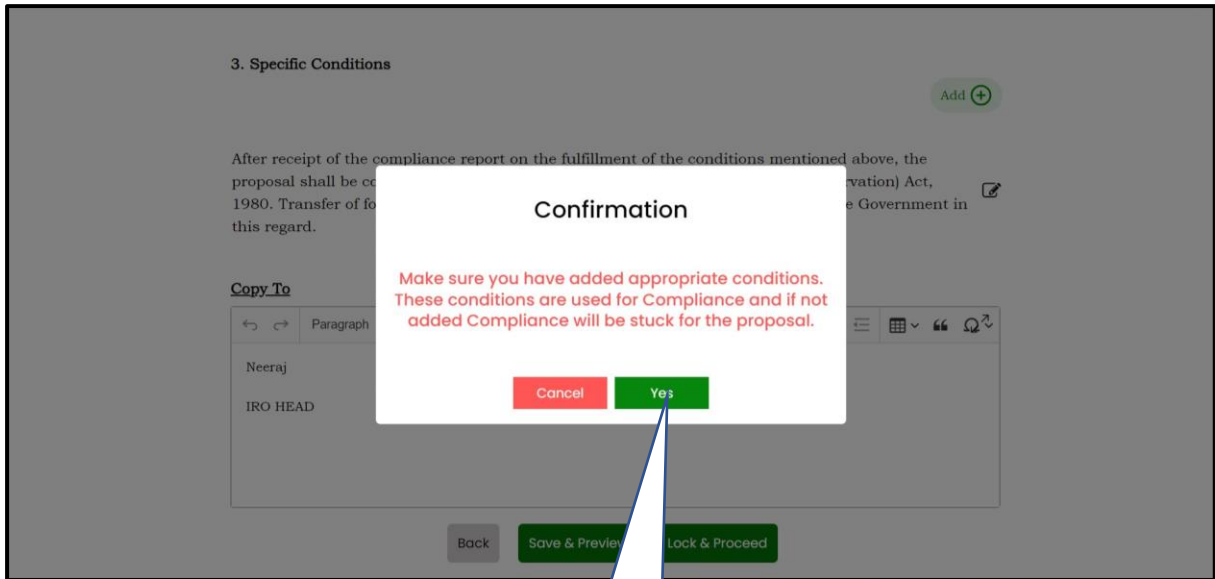 3. Specific Conditions
Add
After receipt of the compliance report on the fulfillment of the conditions mentioned above, the
proposal shall be co rvation) Act,
1980. Transfer of fo e Government in
this regard.
Confirmation
Make sure you have added appropriate conditions.
These conditions are used for Compliance and if not
added Compliance will be stuck for the proposal.
Cancel Yes
Copy To
Paragraph
Neeraj
IRO HEAD
Back Save & Preview Lock & Proceed